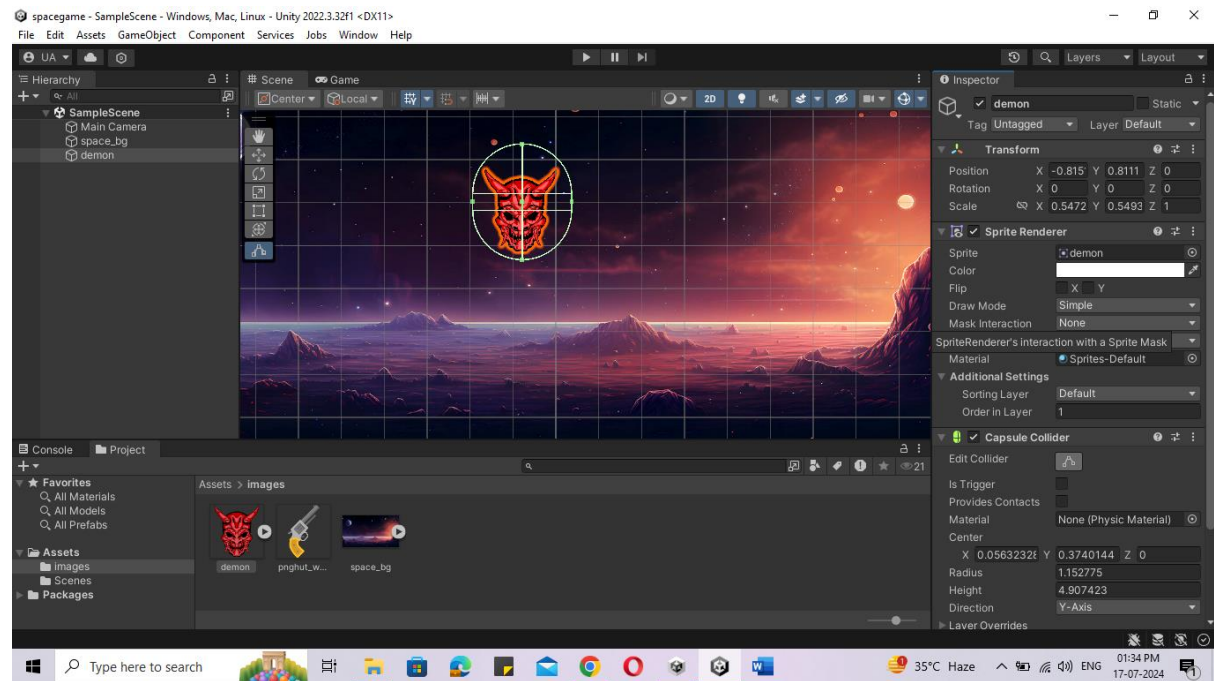 spacegame - SampleScene - Windows, Mac, Linux - Unity 2022.3.32f1 <DX11>
File Edit Assets GameObject Component Services Jobs Window Help
UA Layers Layout
Hierarchy
All
SampleScene
Main Camera
space_bg
demon
Scene Game
Center Local 2D
Inspector
demon Static
Tag Untagged Layer Default
Transform
Position X -0.815 Y 0.8111 Z 0
Rotation X 0 Y 0 Z 0
Scale X 0.5472 Y 0.5493 Z 1
Sprite Renderer
Sprite demon
Color
Flip X Y
Draw Mode Simple
Mask Interaction None
SpriteRenderer's interaction with a Sprite Mask
Material Sprites-Default
Additional Settings
Sorting Layer Default
Order in Layer 1
Capsule Collider
Edit Collider
Is Trigger
Provides Contacts
Material None (Physic Material)
Center
X 0.05632328 Y 0.3740144 Z 0
Radius 1.152775
Height 4.907423
Direction Y-Axis
Layer Overrides
Console Project
21
Favorites
All Materials
All Models
All Prefabs
Assets
images
Scenes
Packages
Assets > images
demon pnghut_w... space_bg
Type here to search
35°C Haze ENG 01:34 PM
17-07-2024
1